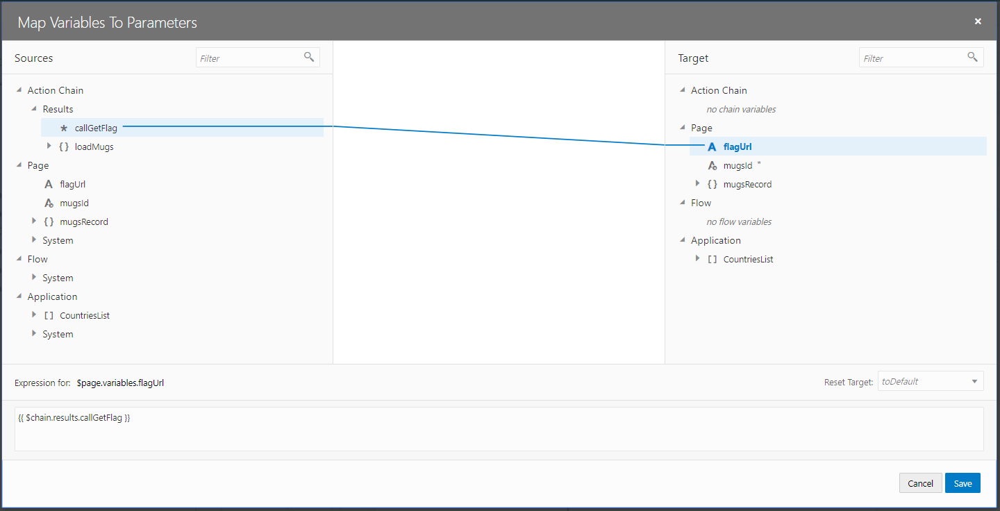 Map Variables To Parameters
Sources
Filter
Action Chain
Results
* callGetFlag
{ } loadMugs
Page
A flagUrl
A mugsId
{ } mugsRecord
System
Flow
System
Application
[ ] CountriesList
System
Target
Filter
Action Chain
no chain variables
Page
A flagUrl
A mugsId *
{ } mugsRecord
Flow
no flow variables
Application
[ ] CountriesList
Expression for: $page.variables.flagUrl
Reset Target: toDefault
{{ $chain.results.callGetFlag }}
Cancel Save